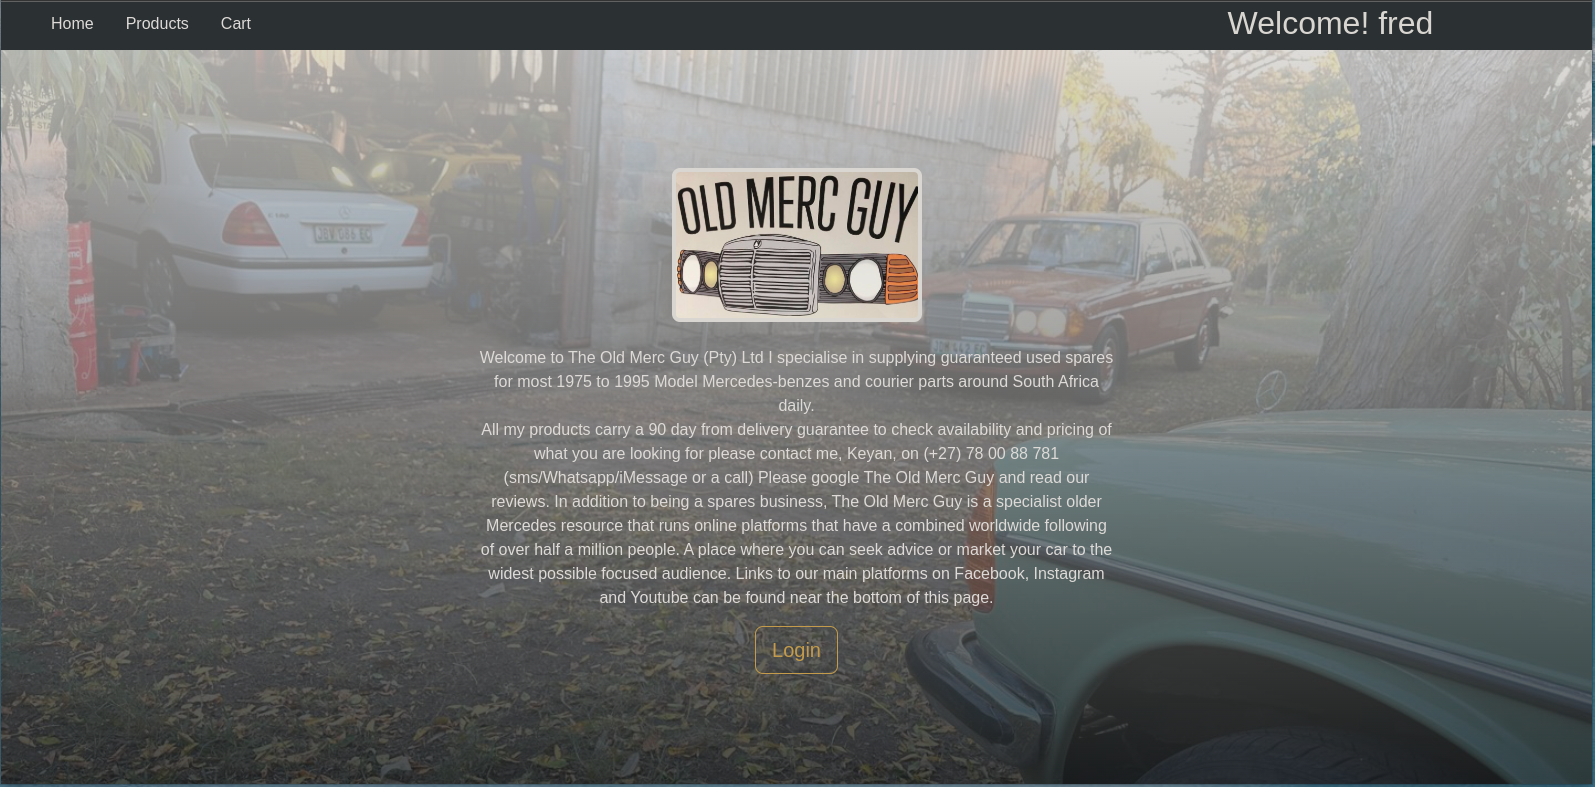 Home Products Cart Welcome! fred
OLD MERC GUY
Welcome to The Old Merc Guy (Pty) Ltd I specialise in supplying guaranteed used spares
for most 1975 to 1995 Model Mercedes-benzes and courier parts around South Africa
daily.
All my products carry a 90 day from delivery guarantee to check availability and pricing of
what you are looking for please contact me, Keyan, on (+27) 78 00 88 781
(sms/Whatsapp/iMessage or a call) Please google The Old Merc Guy and read our
reviews. In addition to being a spares business, The Old Merc Guy is a specialist older
Mercedes resource that runs online platforms that have a combined worldwide following
of over half a million people. A place where you can seek advice or market your car to the
widest possible focused audience. Links to our main platforms on Facebook, Instagram
and Youtube can be found near the bottom of this page.
Login